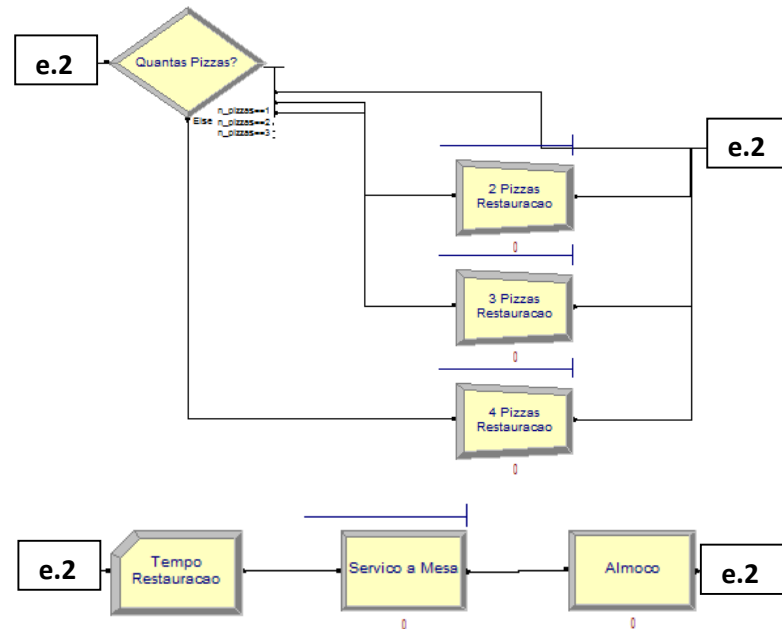 e.2
Quantas Pizzas?
Else
n_pizzas==1
n_pizzas==2
n_pizzas==3
e.2
2 Pizzas
Restauracao
0
3 Pizzas
Restauracao
0
4 Pizzas
Restauracao
0
e.2
Tempo
Restauracao
Servico a Mesa
0
Almoco
0
e.2